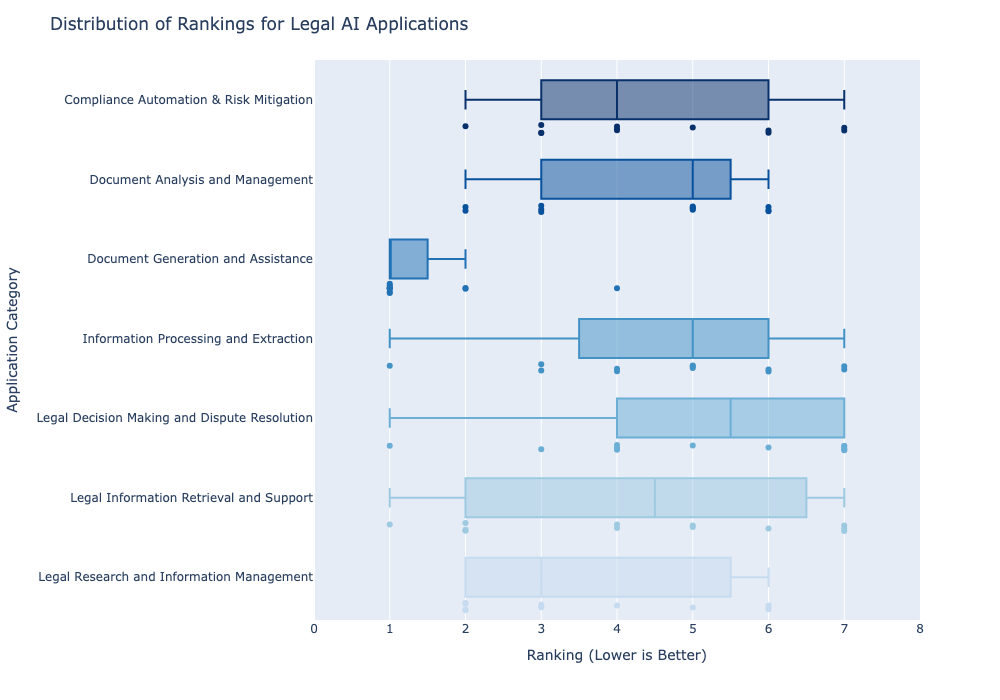 Distribution of Rankings for Legal AI Applications
Compliance Automation & Risk Mitigation
Document Analysis and Management
Document Generation and Assistance
Information Processing and Extraction
Legal Decision Making and Dispute Resolution
Legal Information Retrieval and Support
Legal Research and Information Management
Application Category
0 1 2 3 4 5 6 7 8
Ranking (Lower is Better)